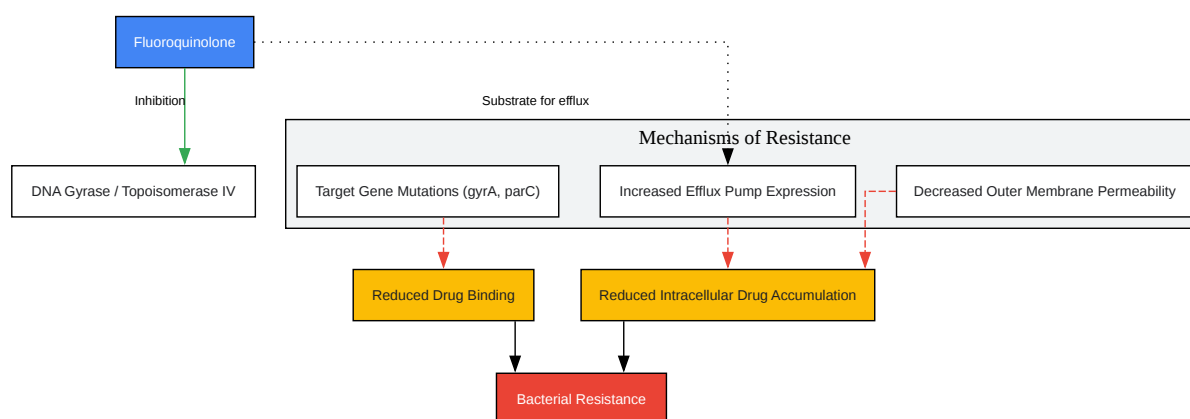 Fluoroquinolone
Inhibition
Substrate for efflux
Mechanisms of Resistance
DNA Gyrase / Topoisomerase IV
Target Gene Mutations (gyrA, parC)
Increased Efflux Pump Expression
Decreased Outer Membrane Permeability
Reduced Drug Binding
Reduced Intracellular Drug Accumulation
Bacterial Resistance